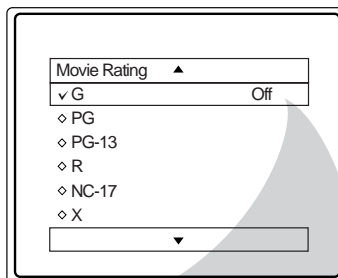 Movie Rating ▲
✓ G Off
◇ PG
◇ PG-13
◇ R
◇ NC-17
◇ X
▼